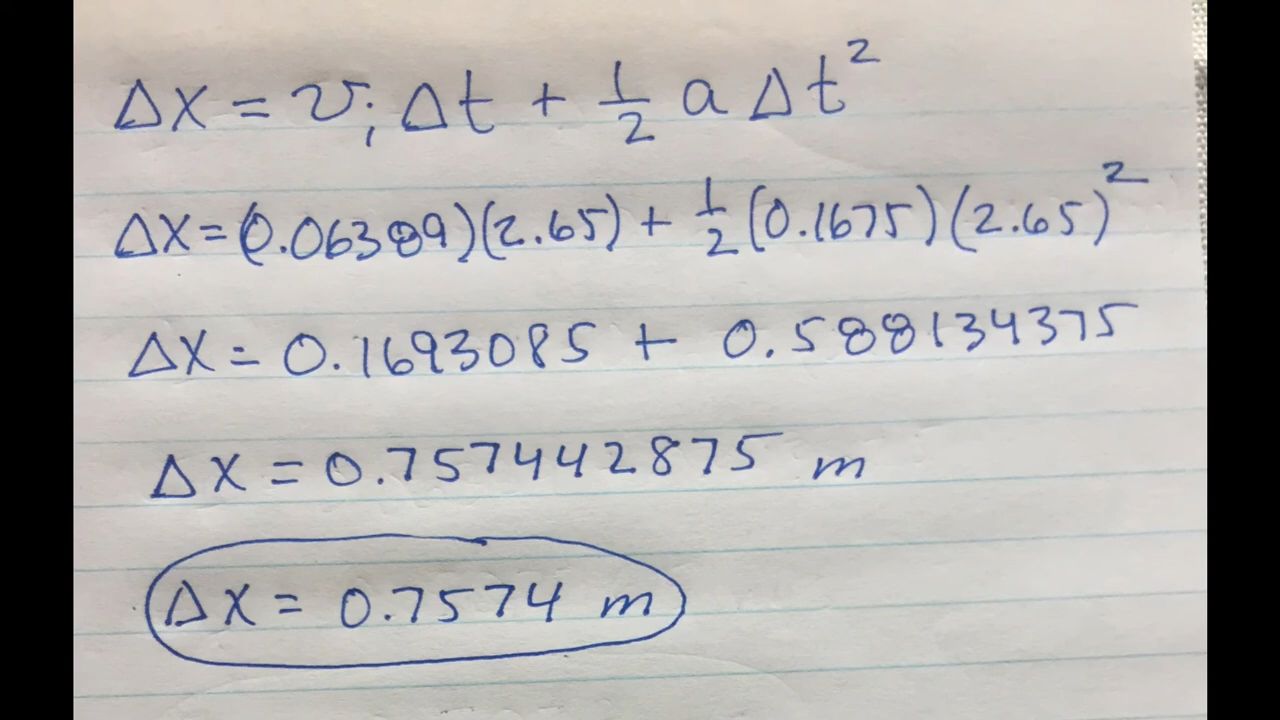 Δx = vᵢ Δt + ½ a Δt²
Δx = (0.06389)(2.65) + ½ (0.1675)(2.65)²
Δx = 0.1693085 + 0.588134375
Δx = 0.757442875 m
Δx = 0.7574 m